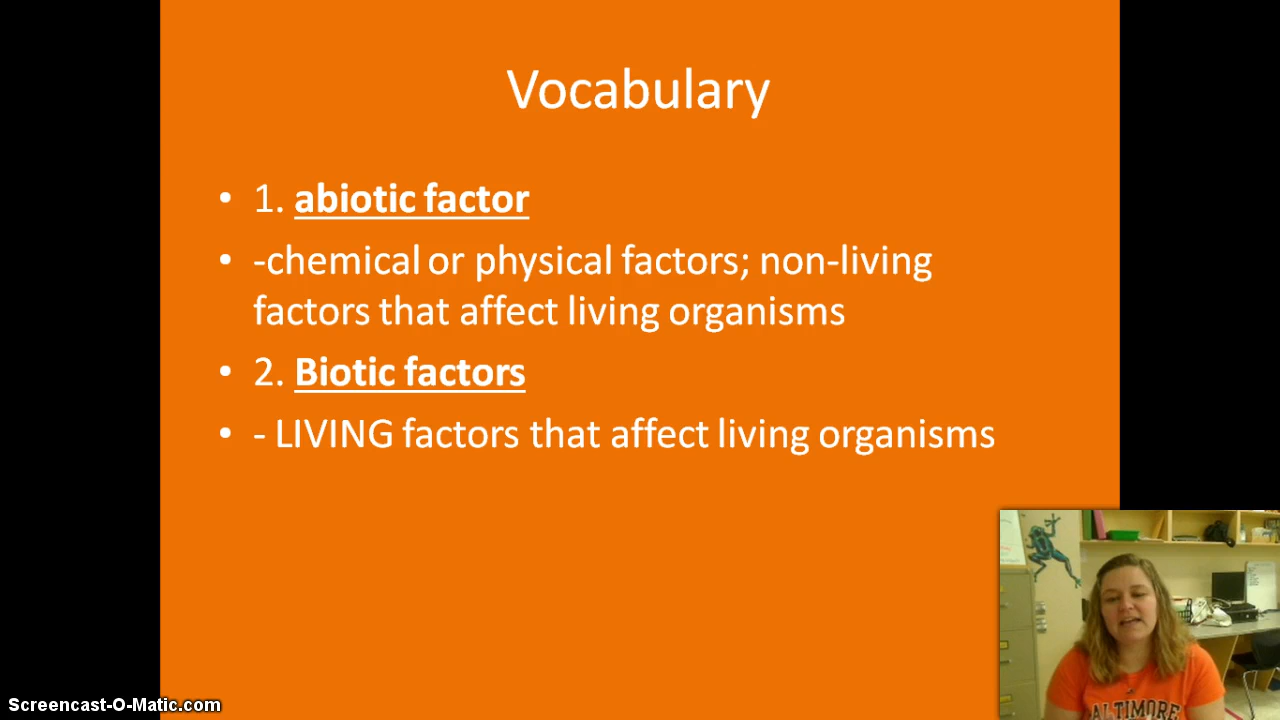 Vocabulary
• 1. abiotic factor
• -chemical or physical factors; non-living
factors that affect living organisms
• 2. Biotic factors
• - LIVING factors that affect living organisms
ALTIMORE
Screencast-O-Matic.com